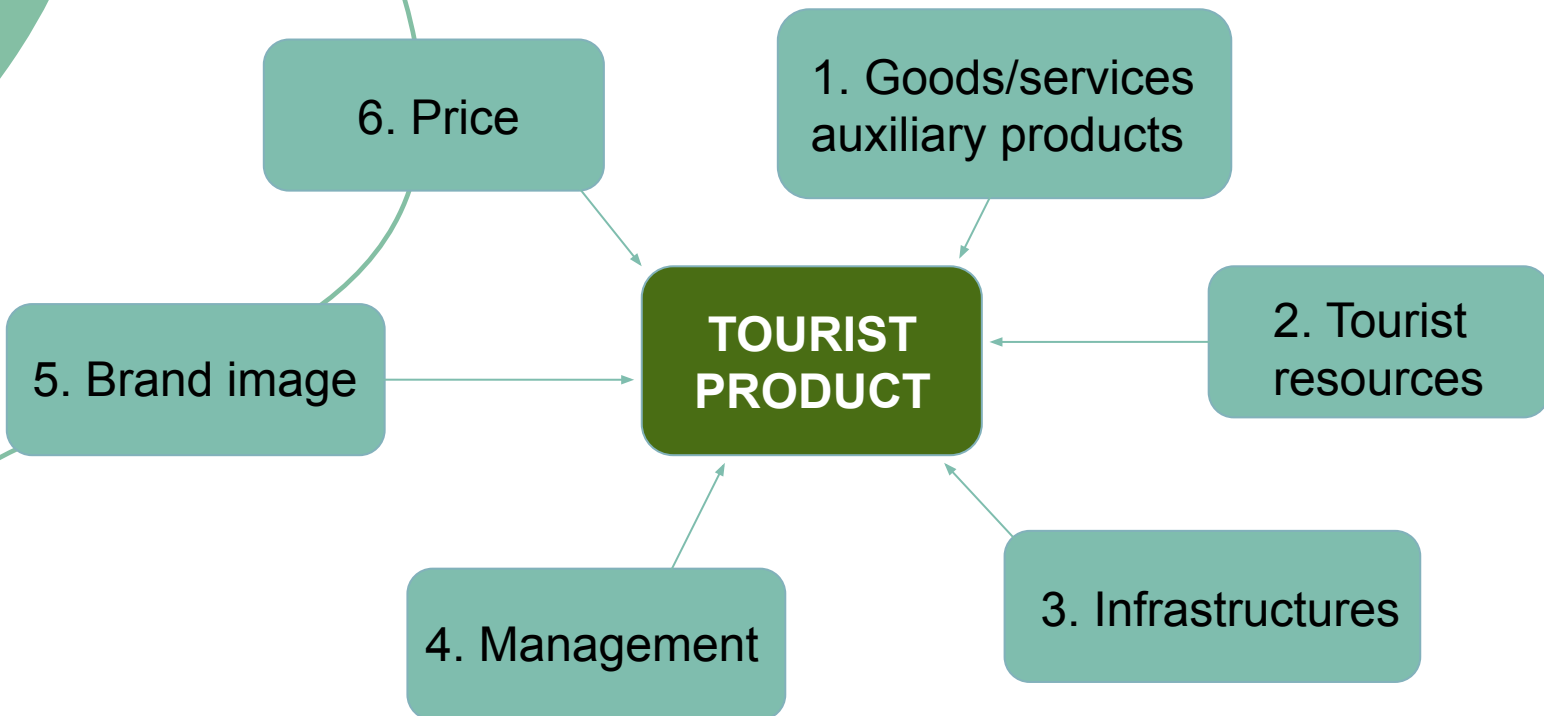 6. Price
1. Goods/services
auxiliary products
TOURIST
PRODUCT
2. Tourist
resources
5. Brand image
4. Management
3. Infrastructures